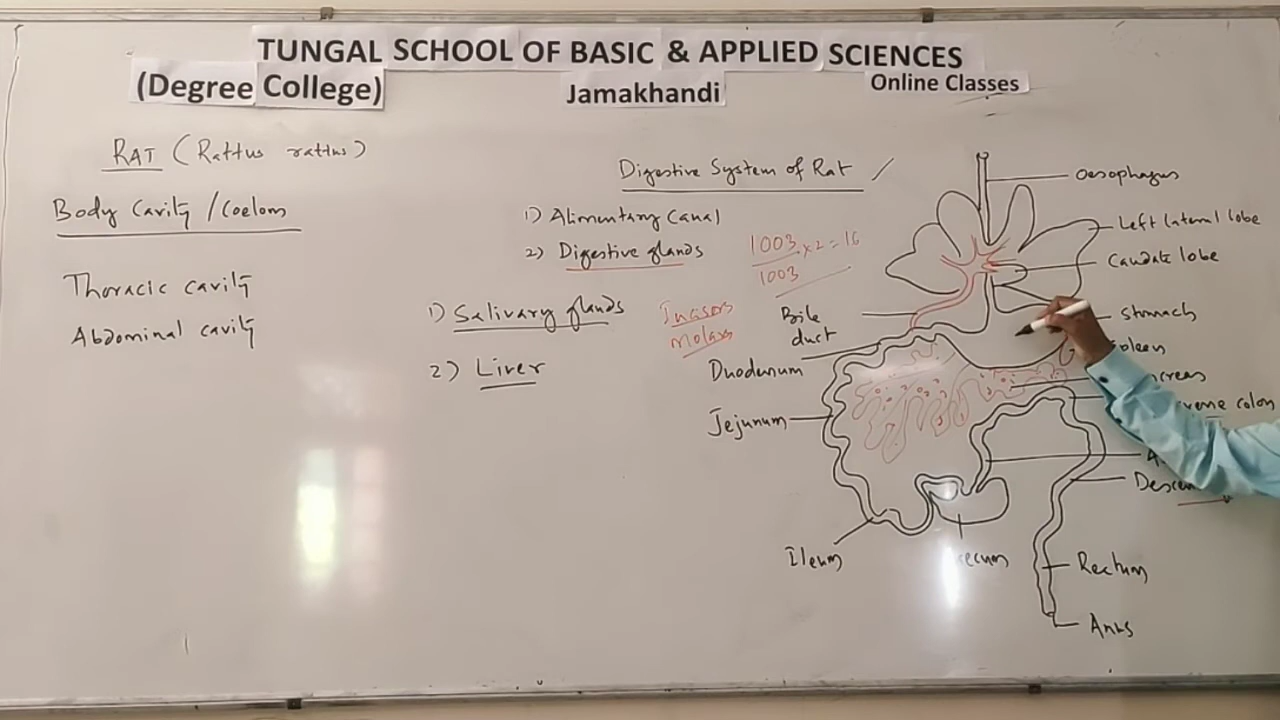 TUNGAL SCHOOL OF BASIC & APPLIED SCIENCES
(Degree College)
Jamakhandi
Online Classes
RAT (Rattus rattus)
Body Cavity / Coelom
Thoracic cavity
Abdominal cavity
Digestive System of Rat
1) Alimentary Canal
2) Digestive glands
1003 x 2 = 16
1003
1) Salivary glands
Incisors
Molars
2) Liver
Oesophagus
Left lateral lobe
Caudate lobe
Bile
duct
Stomach
Duodenum
Jejunum
colon
Ileum
Rectum
Anus